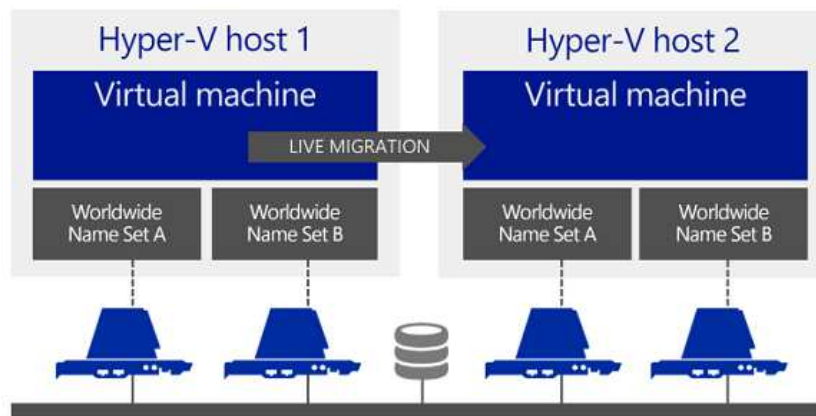 Hyper-V host 1
Virtual machine
Worldwide
Name Set A
Worldwide
Name Set B
LIVE MIGRATION
Hyper-V host 2
Virtual machine
Worldwide
Name Set A
Worldwide
Name Set B